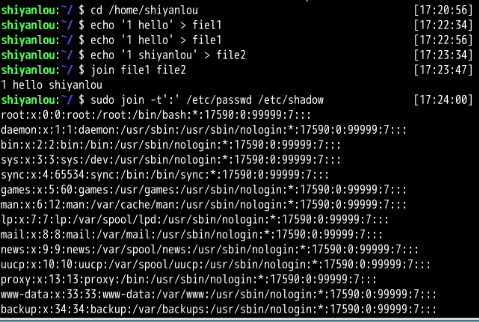 shiyanlou:~/ $ cd /home/shiyanlou [17:20:56]
shiyanlou:~/ $ echo '1 hello' > fiel1 [17:22:34]
shiyanlou:~/ $ echo '1 hello' > file1 [17:22:56]
shiyanlou:~/ $ echo '1 shiyanlou' > file2 [17:23:34]
shiyanlou:~/ $ join file1 file2 [17:23:47]
1 hello shiyanlou
shiyanlou:~/ $ sudo join -t':' /etc/passwd /etc/shadow [17:24:00]
root:x:0:0:root:/root:/bin/bash:*:17590:0:99999:7:::
daemon:x:1:1:daemon:/usr/sbin:/usr/sbin/nologin:*:17590:0:99999:7:::
bin:x:2:2:bin:/bin:/usr/sbin/nologin:*:17590:0:99999:7:::
sys:x:3:3:sys:/dev:/usr/sbin/nologin:*:17590:0:99999:7:::
sync:x:4:65534:sync:/bin:/bin/sync:*:17590:0:99999:7:::
games:x:5:60:games:/usr/games:/usr/sbin/nologin:*:17590:0:99999:7:::
man:x:6:12:man:/var/cache/man:/usr/sbin/nologin:*:17590:0:99999:7:::
lp:x:7:7:lp:/var/spool/lpd:/usr/sbin/nologin:*:17590:0:99999:7:::
mail:x:8:8:mail:/var/mail:/usr/sbin/nologin:*:17590:0:99999:7:::
news:x:9:9:news:/var/spool/news:/usr/sbin/nologin:*:17590:0:99999:7:::
uucp:x:10:10:uucp:/var/spool/uucp:/usr/sbin/nologin:*:17590:0:99999:7:::
proxy:x:13:13:proxy:/bin:/usr/sbin/nologin:*:17590:0:99999:7:::
www-data:x:33:33:www-data:/var/www:/usr/sbin/nologin:*:17590:0:99999:7:::
backup:x:34:34:backup:/var/backups:/usr/sbin/nologin:*:17590:0:99999:7:::